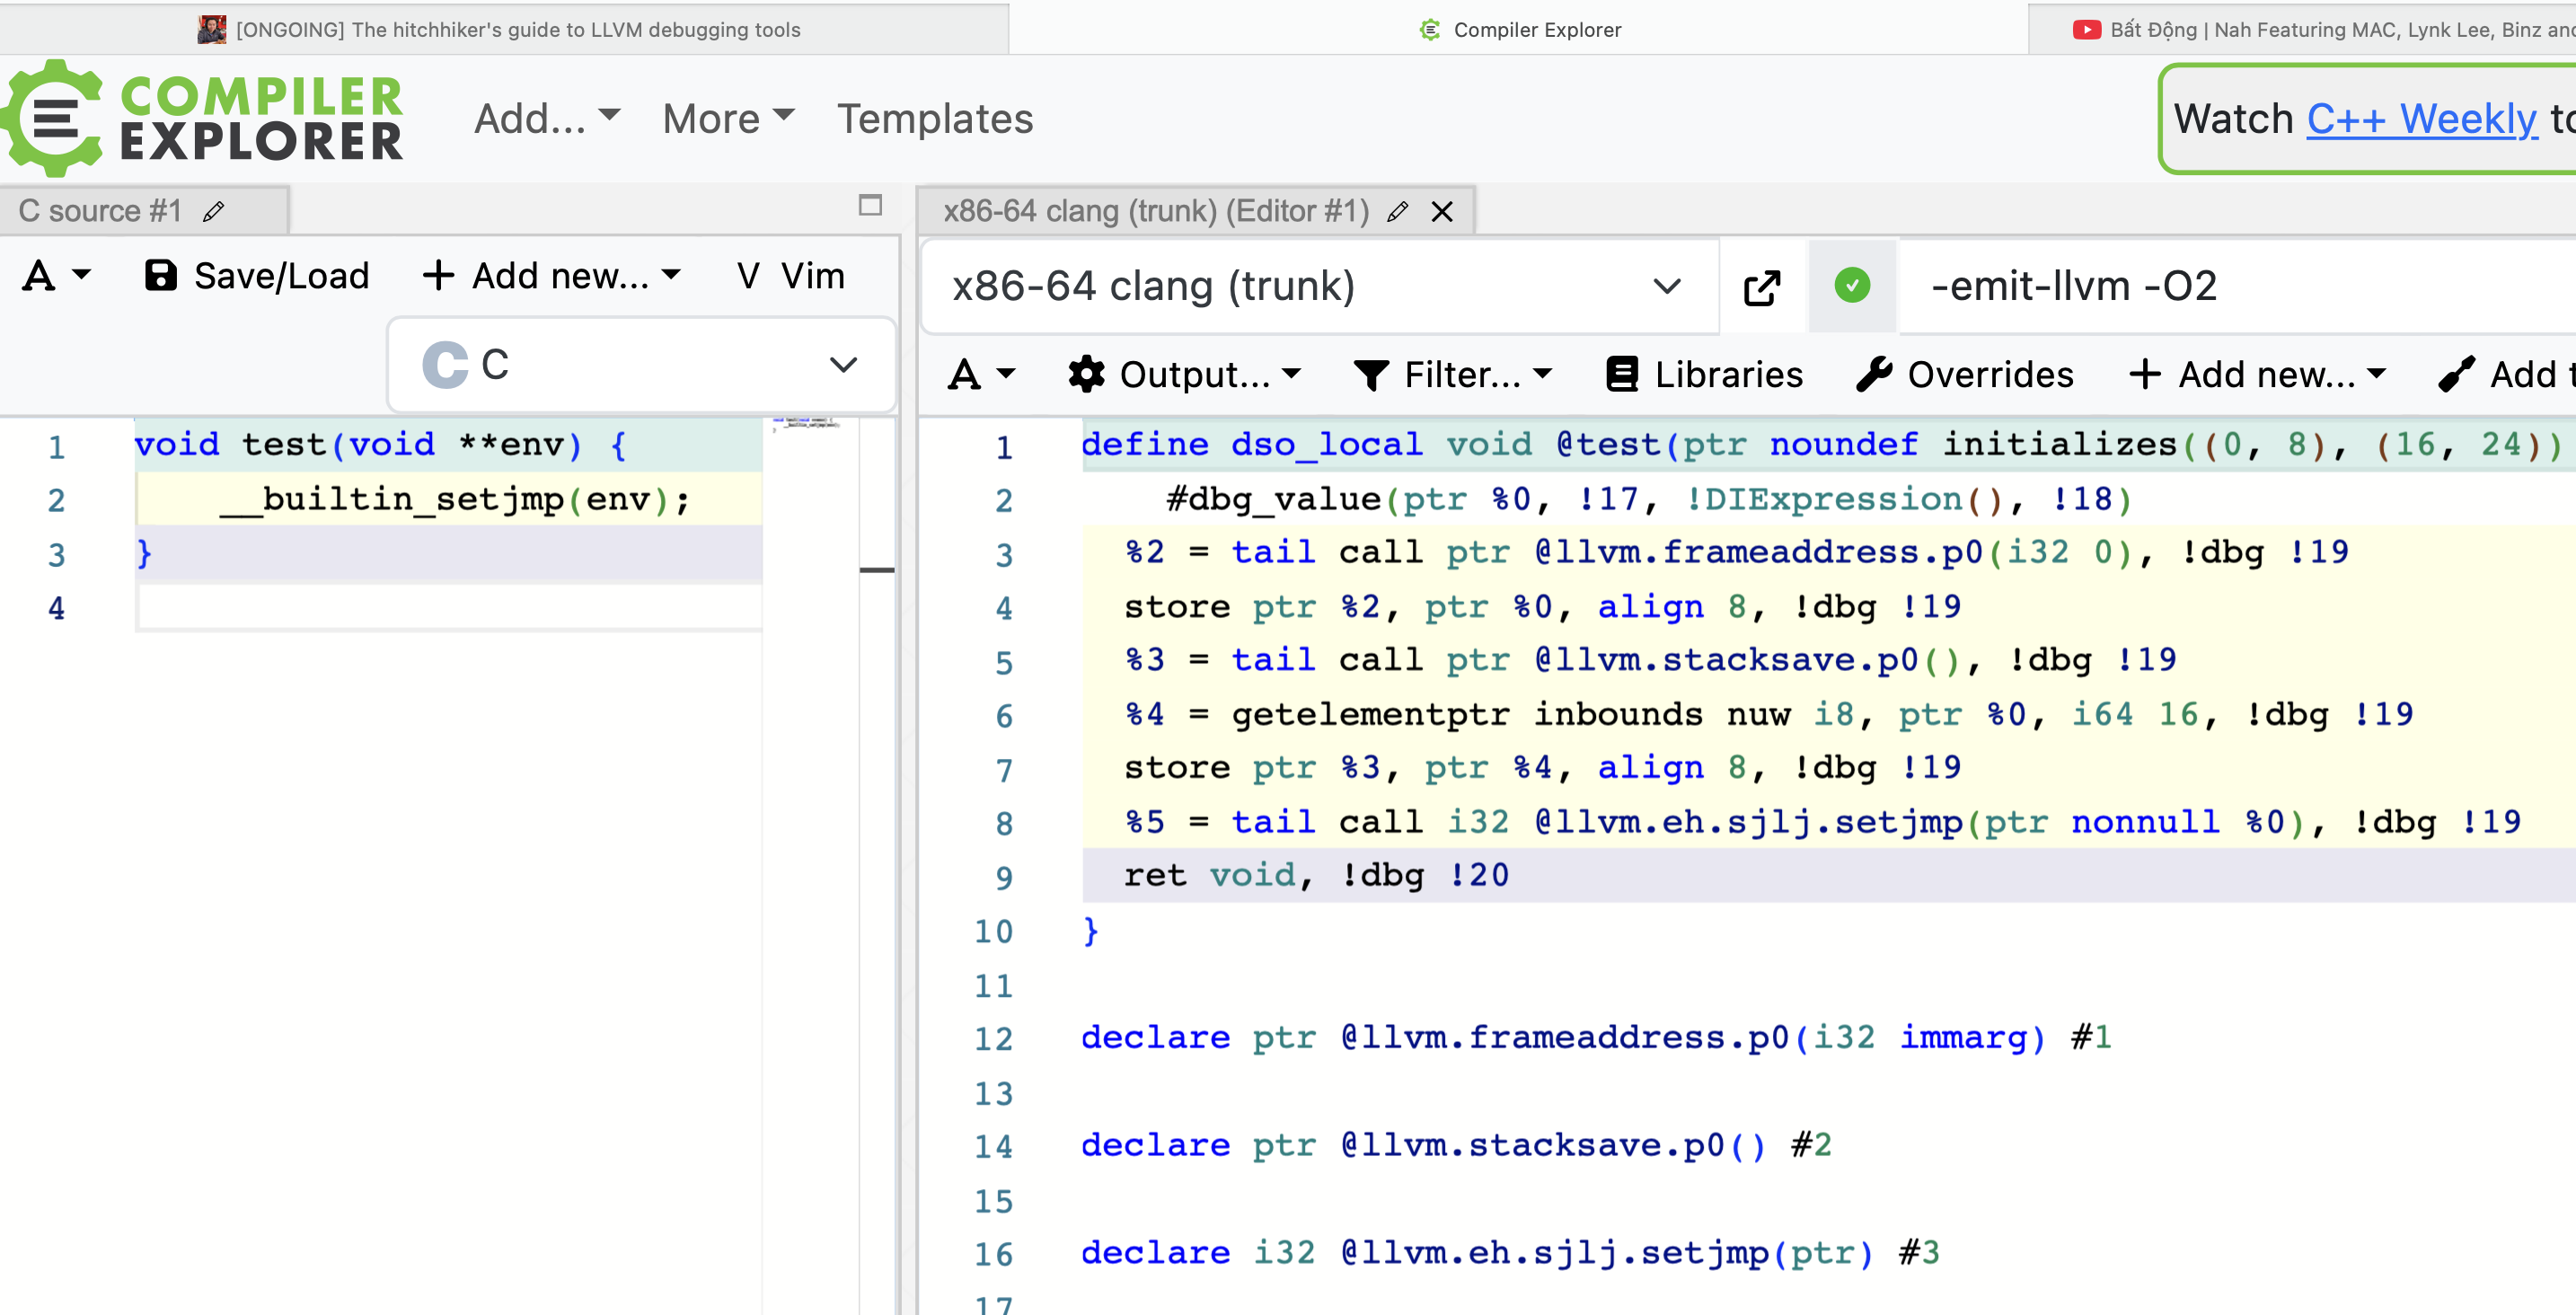 [ONGOING] The hitchhiker's guide to LLVM debugging tools
Compiler Explorer
Bất Động | Nah Featuring MAC, Lynk Lee, Binz
COMPILER
EXPLORER
Add...
More
Templates
Watch C++ Weekly
C source #1
x86-64 clang (trunk) (Editor #1)
A
Save/Load
Add new...
V Vim
C C
x86-64 clang (trunk)
-emit-llvm -O2
A
Output...
Filter...
Libraries
Overrides
Add new...
Add
1 void test(void **env) {
2 __builtin_setjmp(env);
3 }
4
1 define dso_local void @test(ptr noundef initializes((0, 8), (16, 24))
2 #dbg_value(ptr %0, !17, !DIExpression(), !18)
3 %2 = tail call ptr @llvm.frameaddress.p0(i32 0), !dbg !19
4 store ptr %2, ptr %0, align 8, !dbg !19
5 %3 = tail call ptr @llvm.stacksave.p0(), !dbg !19
6 %4 = getelementptr inbounds nuw i8, ptr %0, i64 16, !dbg !19
7 store ptr %3, ptr %4, align 8, !dbg !19
8 %5 = tail call i32 @llvm.eh.sjlj.setjmp(ptr nonnull %0), !dbg !19
9 ret void, !dbg !20
10 }
11
12 declare ptr @llvm.frameaddress.p0(i32 immarg) #1
13
14 declare ptr @llvm.stacksave.p0() #2
15
16 declare i32 @llvm.eh.sjlj.setjmp(ptr) #3
17